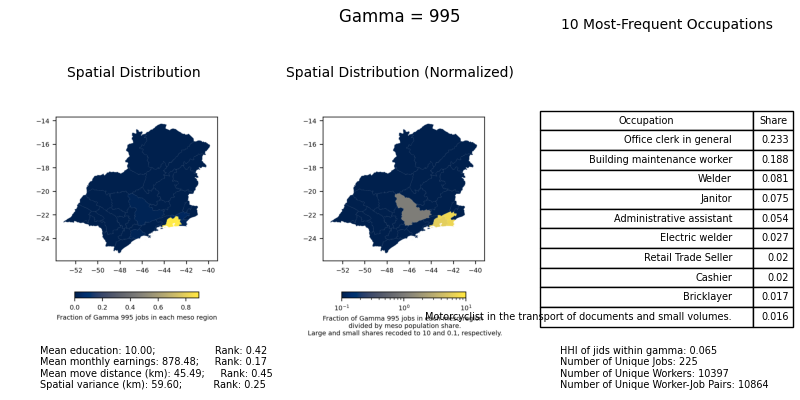 Gamma = 995
10 Most-Frequent Occupations
Spatial Distribution
Spatial Distribution (Normalized)
−14
−16
−18
−20
−22
−24
−52 −50 −48 −46 −44 −42 −40
0.0 0.2 0.4 0.6 0.8
Fraction of Gamma 995 jobs in each meso region
−14
−16
−18
−20
−22
−24
−52 −50 −48 −46 −44 −42 −40
10⁻¹ 10⁰ 10¹
Fraction of Gamma 995 jobs in each meso region
divided by meso population share.
Large and small shares recoded to 10 and 0.1, respectively.
Occupation Share
Office clerk in general 0.233
Building maintenance worker 0.188
Welder 0.081
Janitor 0.075
Administrative assistant 0.054
Electric welder 0.027
Retail Trade Seller 0.02
Cashier 0.02
Bricklayer 0.017
Motorcyclist in the transport of documents and small volumes. 0.016
Mean education: 10.00; Rank: 0.42
Mean monthly earnings: 878.48; Rank: 0.17
Mean move distance (km): 45.49; Rank: 0.45
Spatial variance (km): 59.60; Rank: 0.25
HHI of jids within gamma: 0.065
Number of Unique Jobs: 225
Number of Unique Workers: 10397
Number of Unique Worker-Job Pairs: 10864